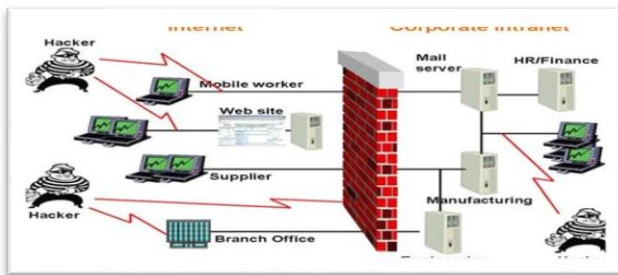 Internet
Corporate Intranet
Hacker
Mail
server
HR/Finance
Mobile worker
Web site
Supplier
Manufacturing
Hacker
Branch Office